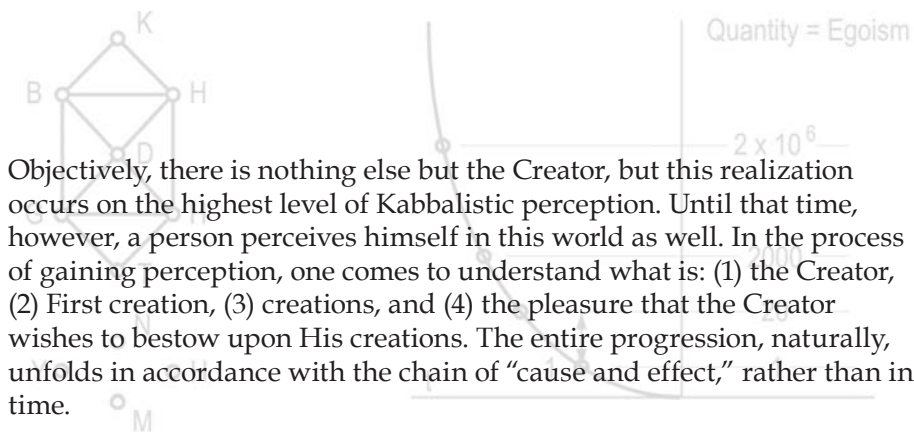 K
Quantity = Egoism
B
H
D
2 x 10 6
Objectively, there is nothing else but the Creator, but this realization
occurs on the highest level of Kabbalistic perception. Until that time,
however, a person perceives himself in this world as well. In the process
of gaining perception, one comes to understand what is: (1) the Creator,
2000
(2) First creation, (3) creations, and (4) the pleasure that the Creator
wishes to bestow upon His creations. The entire progression, naturally,
N
unfolds in accordance with the chain of “cause and effect,” rather than in
time.
M